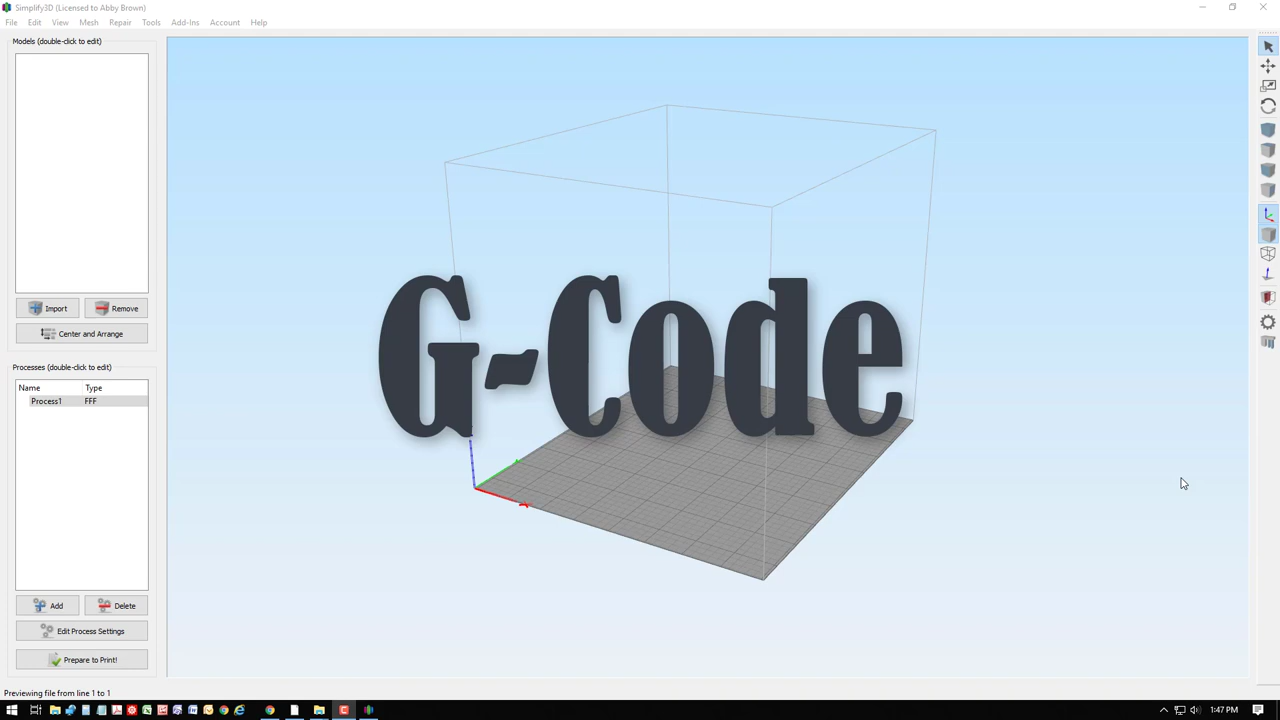 Simplify3D (Licensed to Abby Brown)
File Edit View Mesh Repair Tools Add-Ins Account Help
Models (double-click to edit)
Import Remove
Center and Arrange
G-Code
Processes (double-click to edit)
Name Type
Process1 FFF
Add Delete
Edit Process Settings
Prepare to Print!
Previewing file from line 1 to 1
1:47 PM